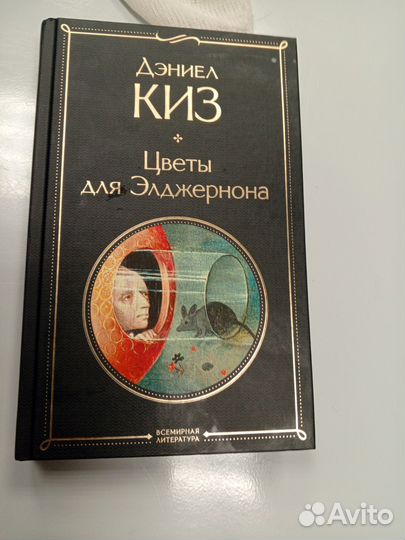 Дэниел
КИЗ
Цветы
для Элджернона
ВСЕМИРНАЯ
ЛИТЕРАТУРА
Avito